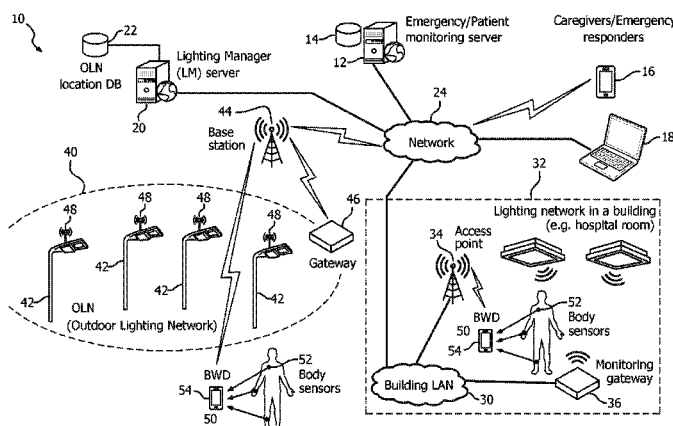 10
22
OLN
location DB
Lighting Manager
(LM) server
20
14
12
Emergency/Patient
monitoring server
Caregivers/Emergency
responders
16
18
24
Network
44
Base
station
40
48
48
48
48
42
42
42
42
OLN
(Outdoor Lighting Network)
46
Gateway
32
Lighting network in a building
(e.g. hospital room)
Access
point
34
BWD
50
54
52
Body
sensors
Monitoring
gateway
36
Building LAN
30
BWD
54
50
52
Body
sensors